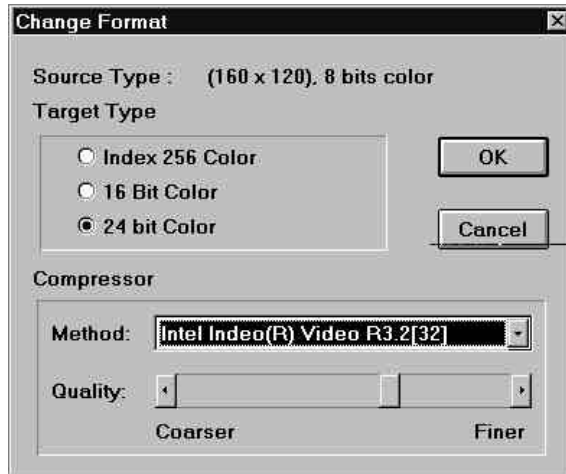 Change Format
Source Type : (160 x 120), 8 bits color
Target Type
Index 256 Color
16 Bit Color
24 bit Color
OK
Cancel
Compressor
Method: Intel Indeo(R) Video R3.2[32]
Quality:
Coarser Finer